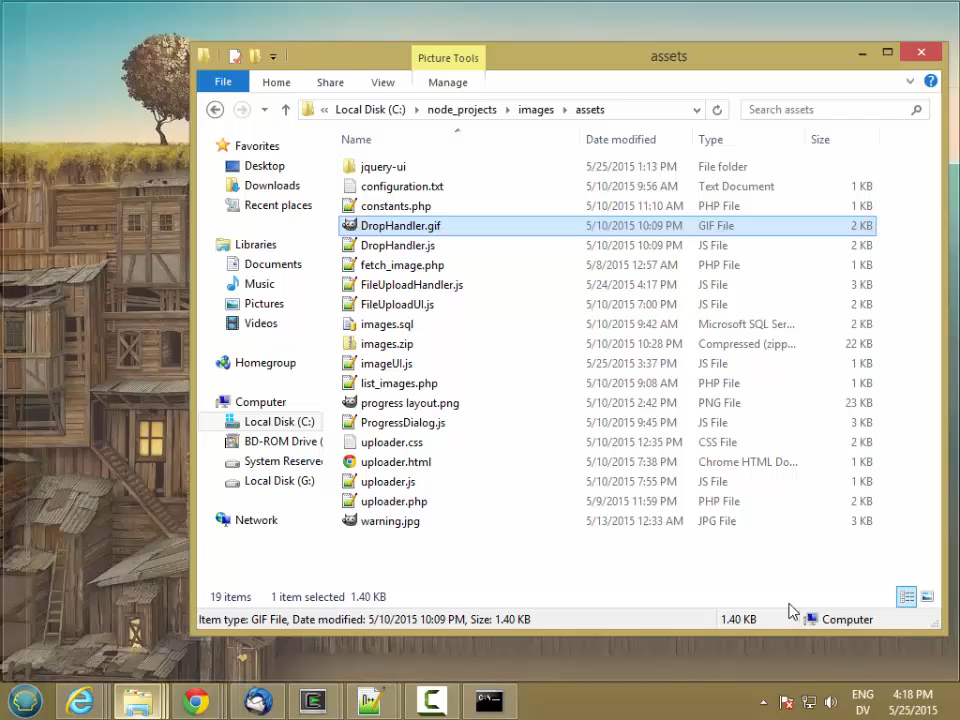 Picture Tools
assets
File
Home
Share
View
Manage
« Local Disk (C:) node_projects images assets
Search assets
Name
Date modified
Type
Size
Favorites
Desktop
Downloads
Recent places
Libraries
Documents
Music
Pictures
Videos
Homegroup
Computer
Local Disk (C:)
BD-ROM Drive (
System Reserve
Local Disk (G:)
Network
jquery-ui 5/25/2015 1:13 PM File folder
configuration.txt 5/10/2015 9:56 AM Text Document 1 KB
constants.php 5/10/2015 11:10 AM PHP File 1 KB
DropHandler.gif 5/10/2015 10:09 PM GIF File 2 KB
DropHandler.js 5/10/2015 10:09 PM JS File 2 KB
fetch_image.php 5/8/2015 12:57 AM PHP File 1 KB
FileUploadHandler.js 5/24/2015 4:17 PM JS File 3 KB
FileUploadUI.js 5/10/2015 7:00 PM JS File 2 KB
images.sql 5/10/2015 9:42 AM Microsoft SQL Ser... 2 KB
images.zip 5/10/2015 10:28 PM Compressed (zipp... 22 KB
imageUI.js 5/25/2015 3:37 PM JS File 3 KB
list_images.php 5/10/2015 9:08 AM PHP File 1 KB
progress layout.png 5/10/2015 2:42 PM PNG File 23 KB
ProgressDialog.js 5/10/2015 9:45 PM JS File 3 KB
uploader.css 5/10/2015 12:35 PM CSS File 2 KB
uploader.html 5/10/2015 7:38 PM Chrome HTML Do... 1 KB
uploader.js 5/10/2015 7:55 PM JS File 1 KB
uploader.php 5/9/2015 11:59 PM PHP File 2 KB
warning.jpg 5/13/2015 12:33 AM JPG File 3 KB
19 items 1 item selected 1.40 KB
Item type: GIF File, Date modified: 5/10/2015 10:09 PM, Size: 1.40 KB
1.40 KB
Computer
ENG
DV
4:18 PM
5/25/2015